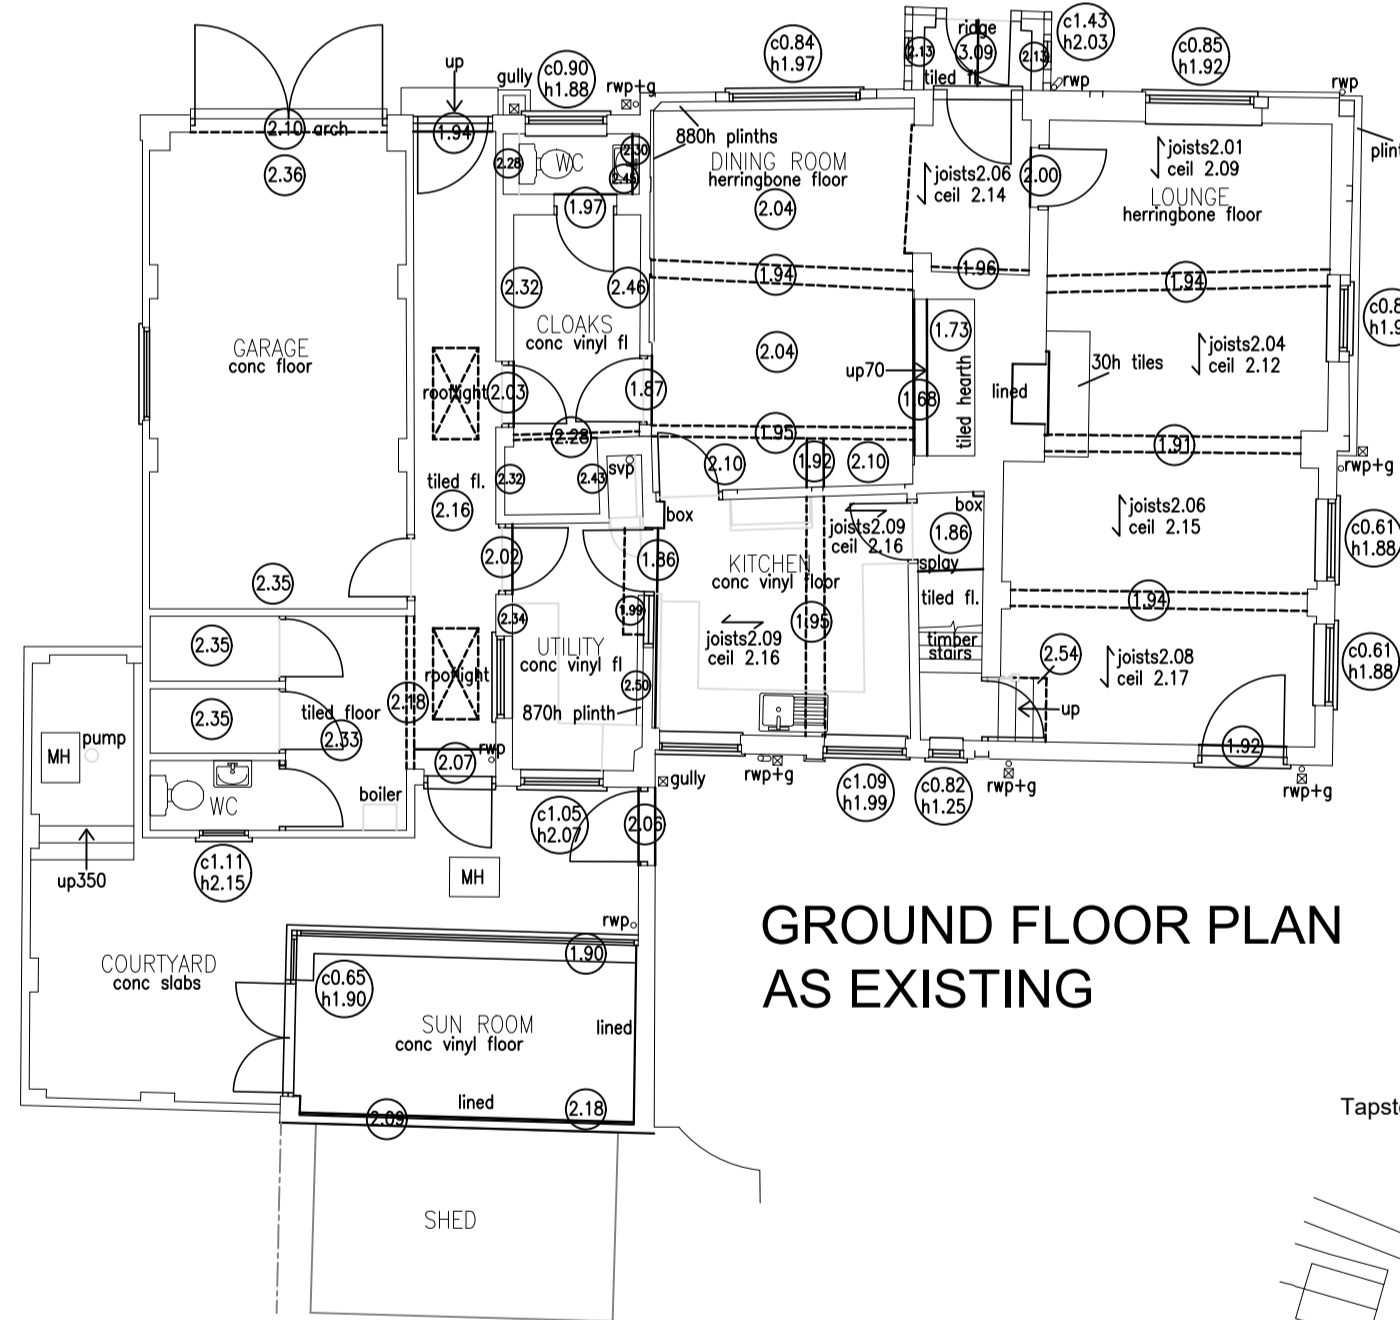 ridge
c1.43
h2.03
2.13
3.09
2.13
tiled fl.
rwp
c0.84
h1.97
c0.85
h1.92
rwp
up
gully
c0.90
h1.88
rwp+g
2.10 arch
2.36
1.94
2.28
WC
2.30
2.45
1.97
880h plinths
DINING ROOM
herringbone floor
2.04
joists2.06
ceil 2.14
2.00
joists2.01
ceil 2.09
LOUNGE
herringbone floor
1.96
1.94
1.94
2.32
2.46
CLOAKS
conc vinyl fl
GARAGE
conc floor
rooflight
2.03
1.87
2.04
up70
1.73
1.68
tiled hearth
lined
30h tiles
joists2.04
ceil 2.12
2.28
1.95
1.91
rwp+g
2.10
1.92
2.10
svp
2.32
2.43
tiled fl.
2.16
box
joists2.09
ceil 2.16
box
1.86
joists2.06
ceil 2.15
c0.61
h1.88
2.02
1.86
KITCHEN
conc vinyl floor
splay
tiled fl.
2.35
2.34
1.99
1.95
1.94
timber
stairs
2.35
UTILITY
conc vinyl fl
joists2.09
ceil 2.16
2.54
joists2.08
ceil 2.17
c0.61
h1.88
rooflight
2.50
870h plinth
2.18
2.35
tiled floor
2.33
up
1.92
MH
pump
rwp
2.07
gully
rwp+g
c1.09
h1.99
c0.82
h1.25
rwp+g
rwp+g
WC
boiler
c1.05
h2.07
2.06
up350
c1.11
h2.15
MH
rwp
GROUND FLOOR PLAN
AS EXISTING
COURTYARD
conc slabs
c0.65
h1.90
1.90
SUN ROOM
conc vinyl floor
lined
lined
2.09
2.18
SHED